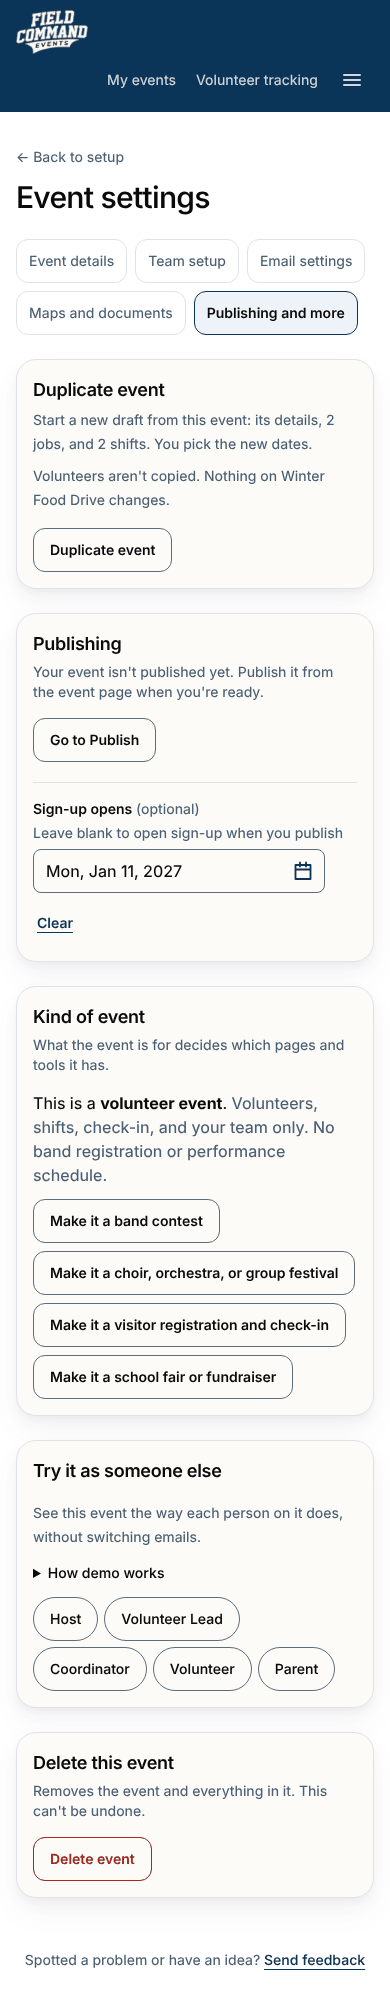 FIELD
COMMAND
EVENTS
My events Volunteer tracking
← Back to setup
Event settings
Event details Team setup Email settings
Maps and documents Publishing and more
Duplicate event
Start a new draft from this event: its details, 2
jobs, and 2 shifts. You pick the new dates.
Volunteers aren't copied. Nothing on Winter
Food Drive changes.
Duplicate event
Publishing
Your event isn't published yet. Publish it from
the event page when you're ready.
Go to Publish
Sign-up opens (optional)
Leave blank to open sign-up when you publish
Mon, Jan 11, 2027
Clear
Kind of event
What the event is for decides which pages and
tools it has.
This is a volunteer event. Volunteers,
shifts, check-in, and your team only. No
band registration or performance
schedule.
Make it a band contest
Make it a choir, orchestra, or group festival
Make it a visitor registration and check-in
Make it a school fair or fundraiser
Try it as someone else
See this event the way each person on it does,
without switching emails.
How demo works
Host Volunteer Lead
Coordinator Volunteer Parent
Delete this event
Removes the event and everything in it. This
can't be undone.
Delete event
Spotted a problem or have an idea? Send feedback